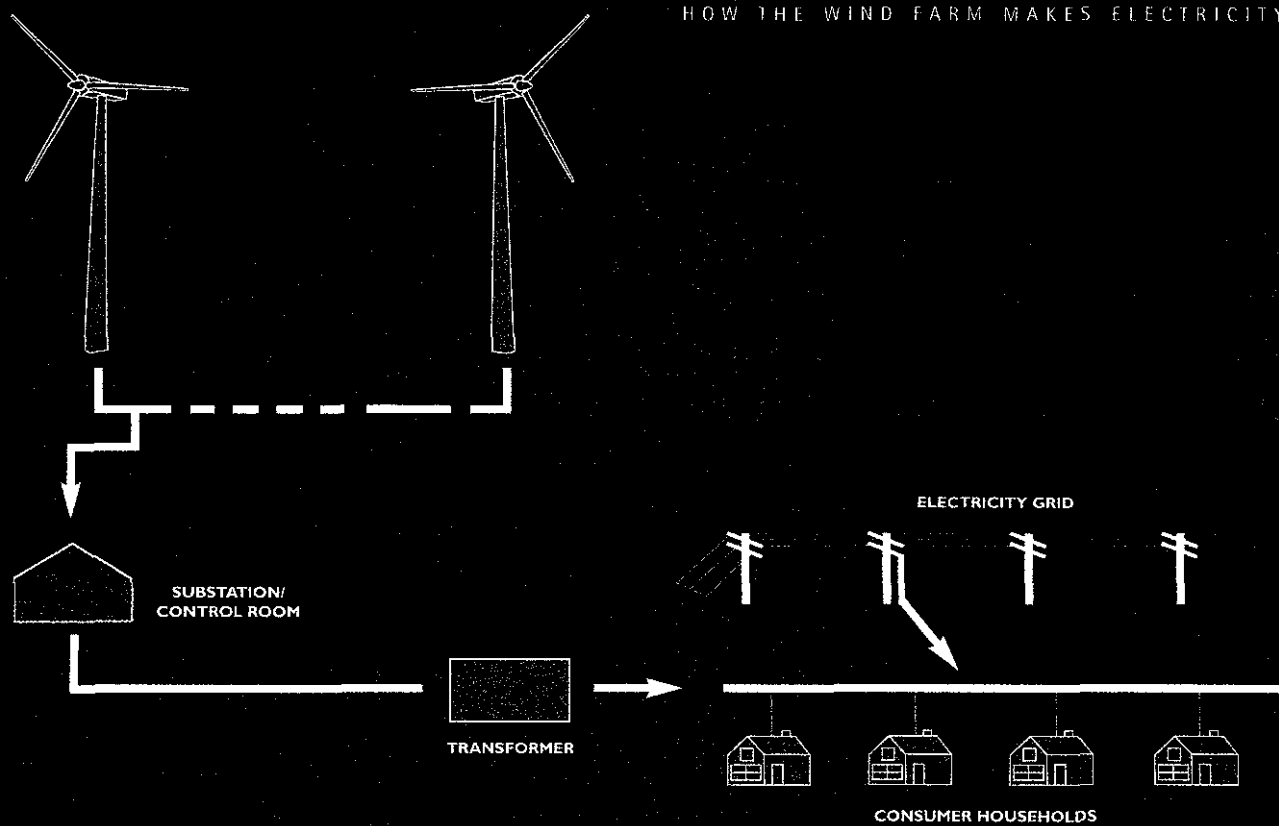 HOW THE WIND FARM MAKES ELECTRICITY
ELECTRICITY GRID
SUBSTATION/
CONTROL ROOM
TRANSFORMER
CONSUMER HOUSEHOLDS